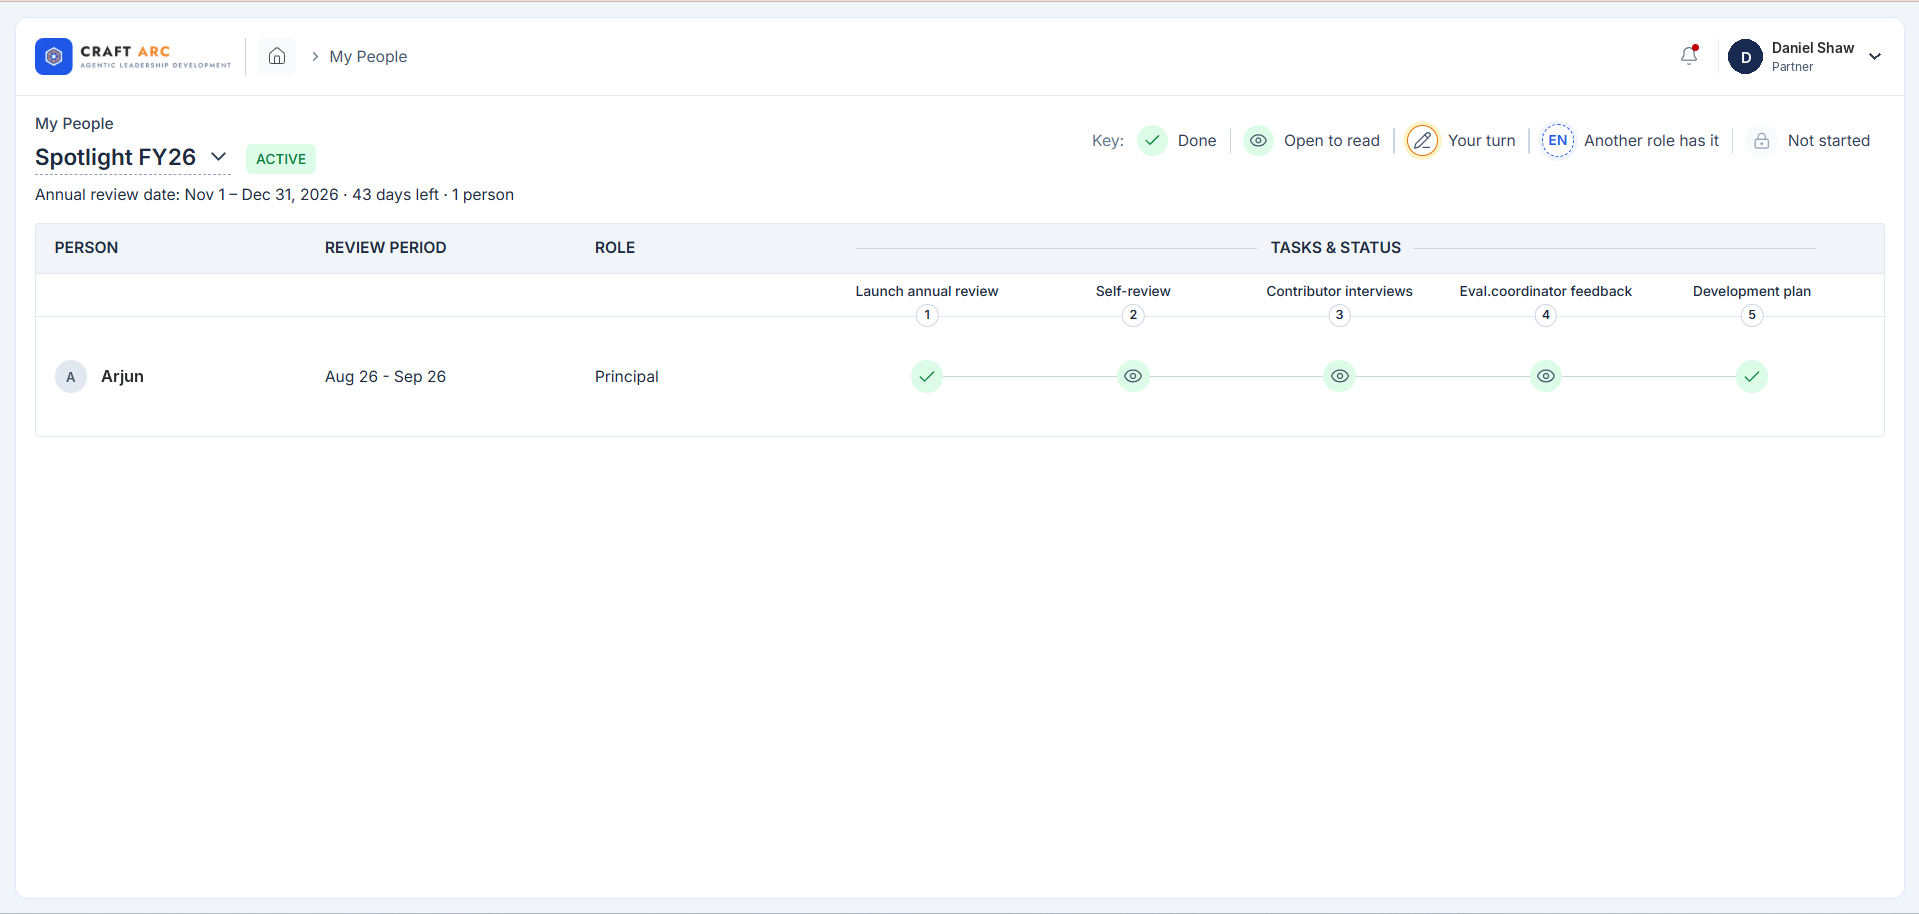 CRAFT ARC
AGENTIC LEADERSHIP DEVELOPMENT
My People
D
Daniel Shaw
Partner
My People
Spotlight FY26
ACTIVE
Annual review date: Nov 1 – Dec 31, 2026 · 43 days left · 1 person
Key: Done Open to read Your turn EN Another role has it Not started
PERSON REVIEW PERIOD ROLE TASKS & STATUS
Launch annual review Self-review Contributor interviews Eval.coordinator feedback Development plan
1 2 3 4 5
A Arjun Aug 26 - Sep 26 Principal